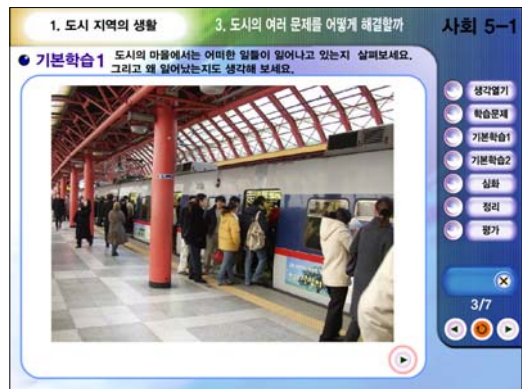 1. 도시 지역의 생활
3. 도시의 여러 문제를 어떻게 해결할까
사회 5-1
기본학습1 도시의 마을에서는 어떠한 일들이 일어나고 있는지 살펴보세요.
그리고 왜 일어났는지도 생각해 보세요.
생각열기
학습문제
기본학습1
기본학습2
심화
정리
평가
3/7